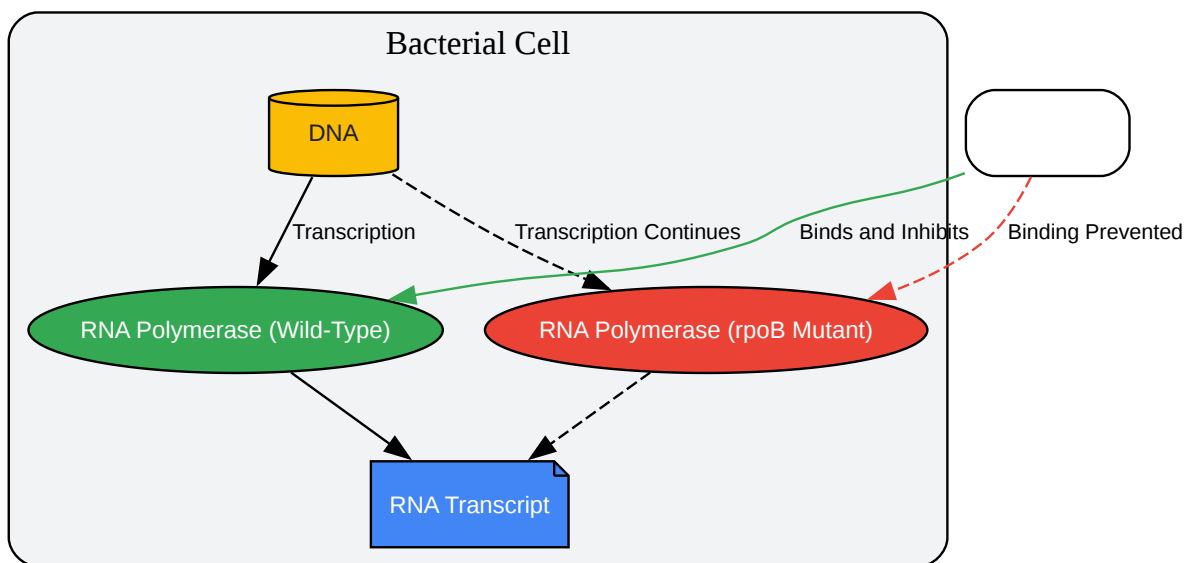 Bacterial Cell
DNA
Transcription
Transcription Continues
Binds and Inhibits
Binding Prevented
RNA Polymerase (Wild-Type)
RNA Polymerase (rpoB Mutant)
RNA Transcript